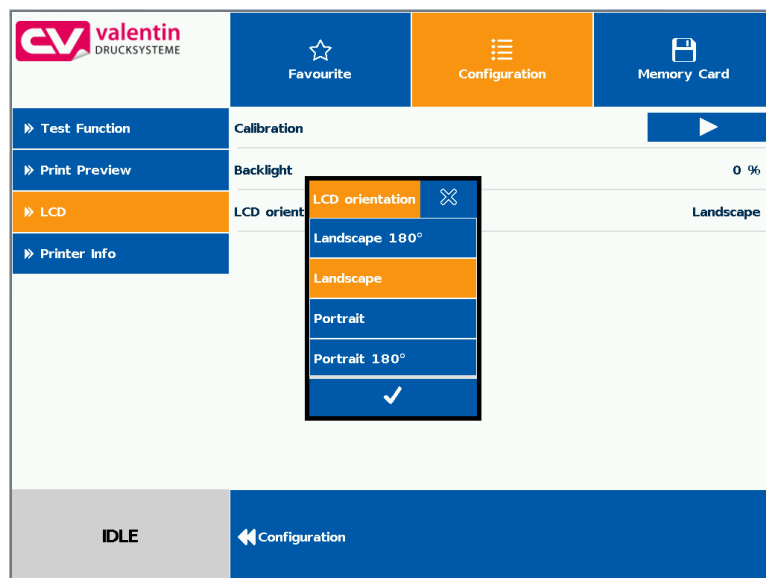 valentin
DRUCKSYSTEME
Favourite
Configuration
Memory Card
Test Function
Print Preview
LCD
Printer Info
Calibration
Backlight
0 %
LCD orient
Landscape
LCD orientation
Landscape 180°
Landscape
Portrait
Portrait 180°
IDLE
Configuration